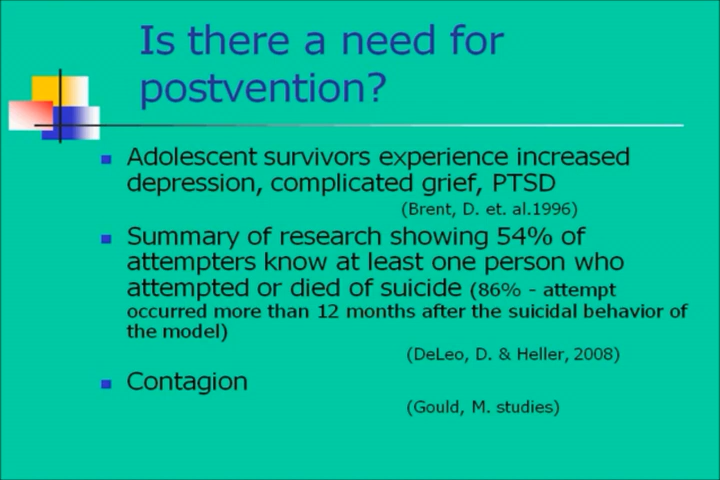 Is there a need for
postvention?
Adolescent survivors experience increased
depression, complicated grief, PTSD
(Brent, D. et. al.1996)
Summary of research showing 54% of
attempters know at least one person who
attempted or died of suicide (86% - attempt
occurred more than 12 months after the suicidal behavior of
the model)
(DeLeo, D. & Heller, 2008)
Contagion
(Gould, M. studies)